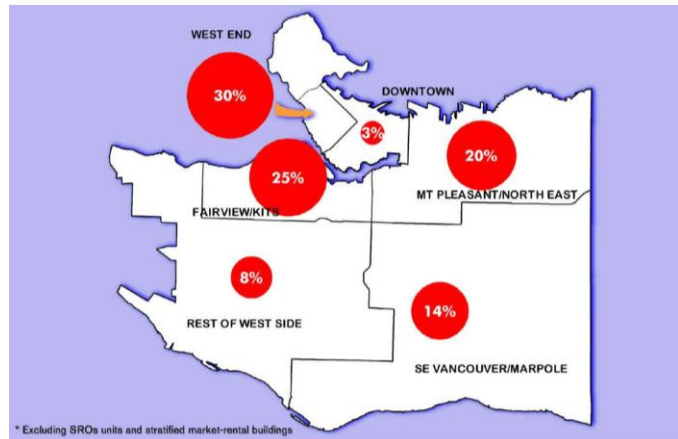 WEST END
30%
DOWNTOWN
3%
20%
MT PLEASANT/NORTH EAST
25%
FAIRVIEW/KITS
8%
REST OF WEST SIDE
14%
SE VANCOUVER/MARPOLE
* Excluding SROs units and stratified market-rental buildings